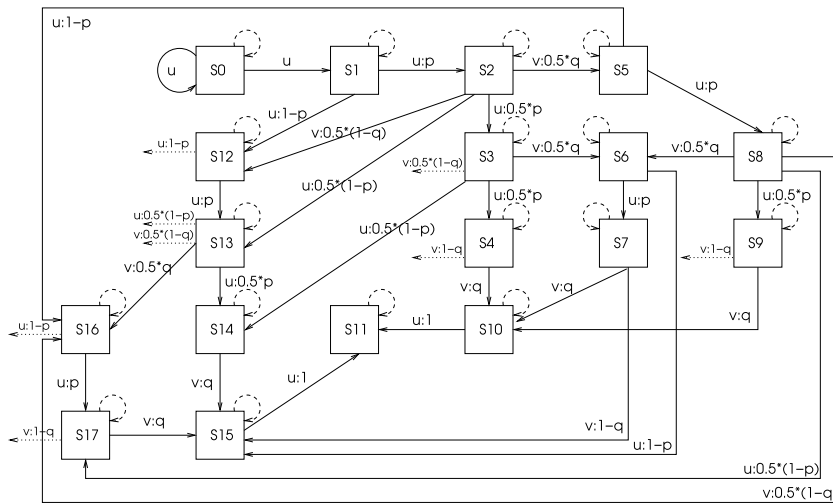 u:1–p
u
S0
u
S1
u:p
S2
v:0.5*q
S5
u:p
u:1–p
v:0.5*(1–q)
u:0.5*p
u:1–p
S12
S3
v:0.5*q
S6
v:0.5*q
S8
v:0.5*(1–q)
u:0.5*(1–p)
u:p
u:0.5*p
u:p
u:0.5*p
u:0.5*(1–p)
v:0.5*(1–q)
S13
u:0.5*(1–p)
S4
S7
S9
v:1–q
v:1–q
v:0.5*q
u:0.5*p
v:q
v:q
v:q
S16
u:1–p
S14
S11
u:1
S10
u:p
v:q
u:1
S17
v:1–q
v:q
S15
v:1–q
u:1–p
u:0.5*(1–p)
v:0.5*(1–q